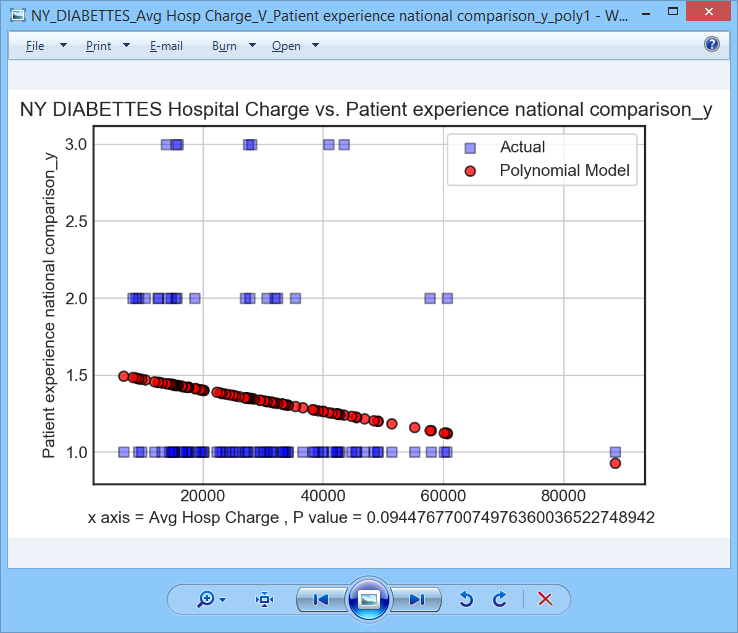 NY_DIABETTES_Avg Hosp Charge_V_Patient experience national comparison_y_poly1 - W...
File Print E-mail Burn Open
NY DIABETTES Hospital Charge vs. Patient experience national comparison_y
Actual
Polynomial Model
Patient experience national comparison_y
3.0
2.5
2.0
1.5
1.0
20000 40000 60000 80000
x axis = Avg Hosp Charge , P value = 0.0944767700749763600​36522748942